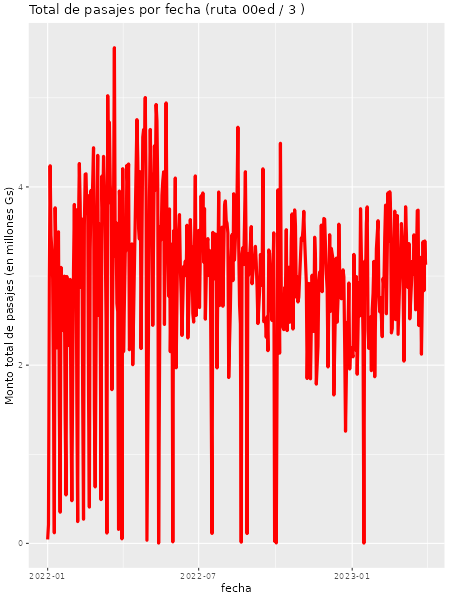 Total de pasajes por fecha (ruta 00ed / 3 )
Monto total de pasajes (en millones Gs)
4
2
0
2022-01 2022-07 2023-01
fecha